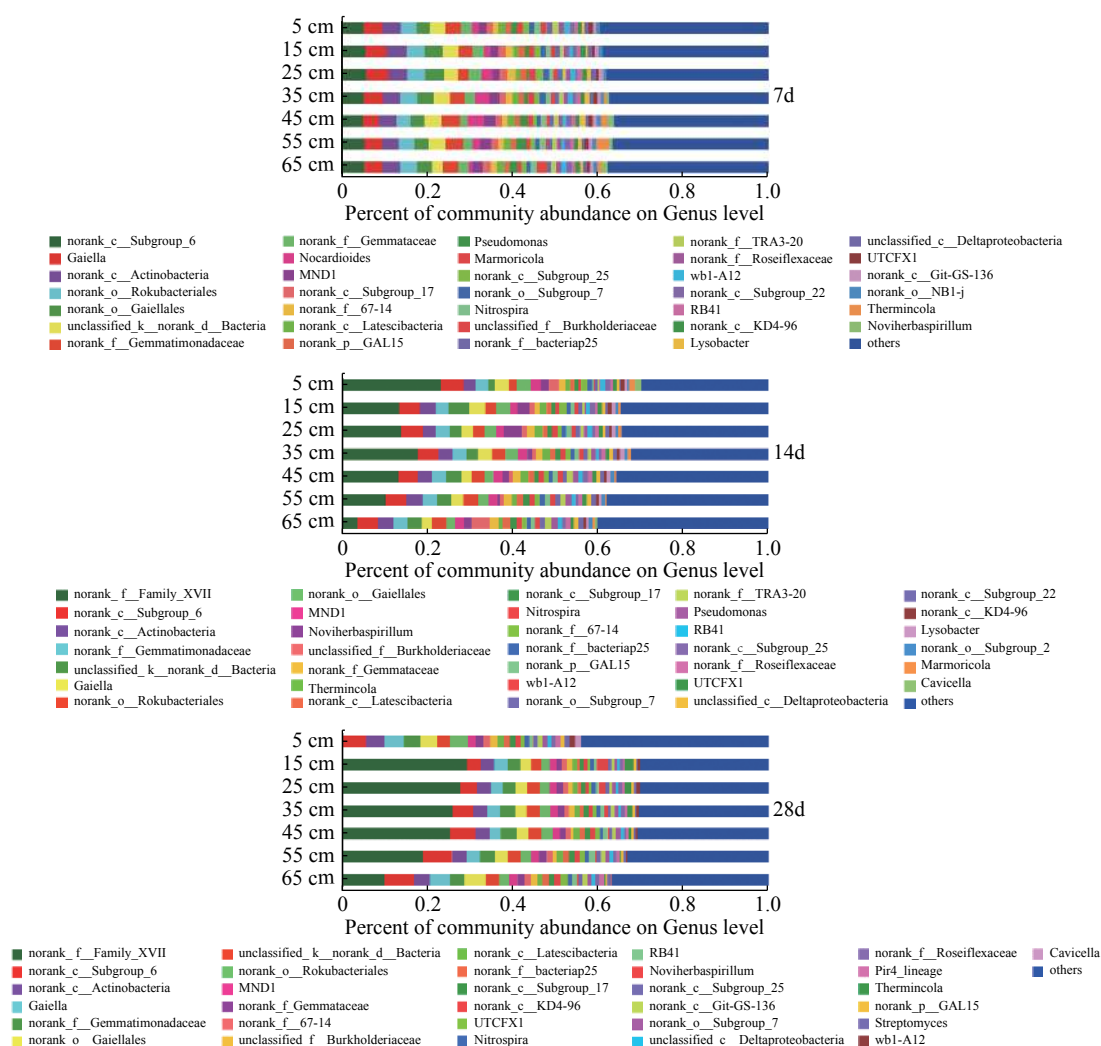 5 cm
15 cm
25 cm
35 cm
7d
45 cm
55 cm
65 cm
0 0.2 0.4 0.6 0.8 1.0
Percent of community abundance on Genus level
norank_c__Subgroup_6 norank_f__Gemmataceae Pseudomonas norank_f__TRA3-20 unclassified_c__Deltaproteobacteria
Gaiella Nocardioides Marmoricola norank_f__Roseiflexaceae UTCFX1
norank_c__Actinobacteria MND1 norank_c__Subgroup_25 wb1-A12 norank_c__Git-GS-136
norank_o__Rokubacteriales norank_c__Subgroup_17 norank_o__Subgroup_7 norank_c__Subgroup_22 norank_o__NB1-j
norank_o__Gaiellales norank_f__67-14 Nitrospira RB41 Thermincola
unclassified_k__norank_d__Bacteria norank_c__Latescibacteria unclassified_f__Burkholderiaceae norank_c__KD4-96 Noviherbaspirillum
norank_f__Gemmatimonadaceae norank_p__GAL15 norank_f__bacteriap25 Lysobacter others
5 cm
15 cm
25 cm
35 cm
14d
45 cm
55 cm
65 cm
0 0.2 0.4 0.6 0.8 1.0
Percent of community abundance on Genus level
norank_f__Family_XVII norank_o__Gaiellales norank_c__Subgroup_17 norank_f__TRA3-20 norank_c__Subgroup_22
norank_c__Subgroup_6 MND1 Nitrospira Pseudomonas norank_c__KD4-96
norank_c__Actinobacteria Noviherbaspirillum norank_f__67-14 RB41 Lysobacter
norank_f__Gemmatimonadaceae unclassified_f__Burkholderiaceae norank_f__bacteriap25 norank_c__Subgroup_25 norank_o__Subgroup_2
unclassified_k__norank_d__Bacteria norank_f_Gemmataceae norank_p__GAL15 norank_f__Roseiflexaceae Marmoricola
Gaiella Thermincola wb1-A12 UTCFX1 Cavicella
norank_o__Rokubacteriales norank_c__Latescibacteria norank_o__Subgroup_7 unclassified_c__Deltaproteobacteria others
5 cm
15 cm
25 cm
35 cm
28d
45 cm
55 cm
65 cm
0 0.2 0.4 0.6 0.8 1.0
Percent of community abundance on Genus level
norank_f__Family_XVII unclassified_k__norank_d__Bacteria norank_c__Latescibacteria RB41 norank_f__Roseiflexaceae Cavicella
norank_c__Subgroup_6 norank_o__Rokubacteriales norank_f__bacteriap25 Noviherbaspirillum Pir4_lineage others
norank_c__Actinobacteria MND1 norank_c__Subgroup_17 norank_c__Subgroup_25 Thermincola
Gaiella norank_f_Gemmataceae norank_c__KD4-96 norank_c__Git-GS-136 norank_p__GAL15
norank_f__Gemmatimonadaceae norank_f__67-14 UTCFX1 norank_o__Subgroup_7 Streptomyces
norank_o__Gaiellales unclassified_f__Burkholderiaceae Nitrospira unclassified_c__Deltaproteobacteria wb1-A12